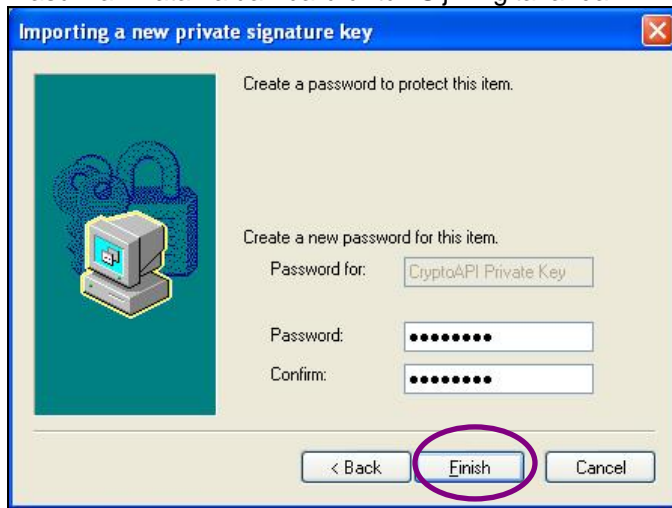 Importing a new private signature key
Create a password to protect this item.
Create a new password for this item.
Password for: CryptoAPI Private Key
Password: ●●●●●●●●
Confirm: ●●●●●●●●
< Back Finish Cancel